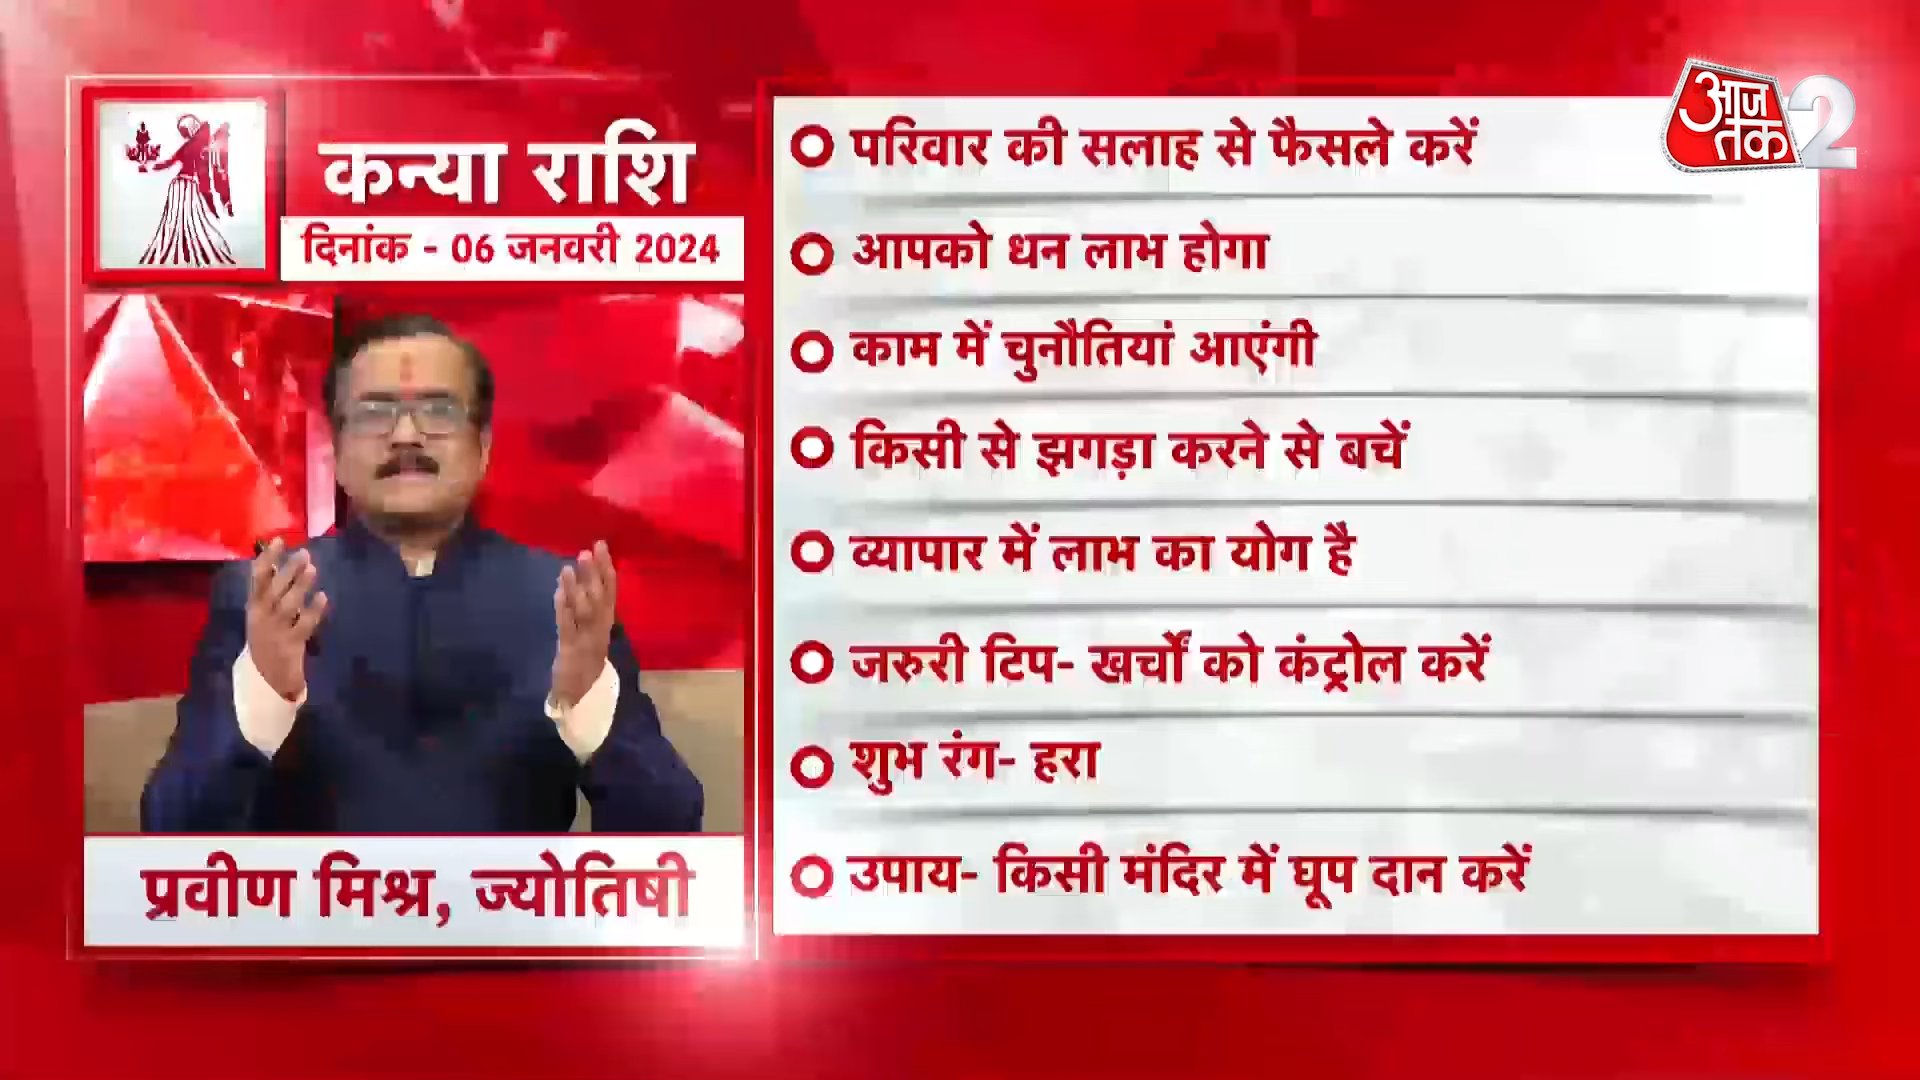 कन्या राशि
दिनांक - 06 जनवरी 2024
प्रवीण मिश्र, ज्योतिषी
परिवार की सलाह से फैसले करें
आपको धन लाभ होगा
काम में चुनौतियां आएंगी
किसी से झगड़ा करने से बचें
व्यापार में लाभ का योग है
जरुरी टिप- खर्चों को कंट्रोल करें
शुभ रंग- हरा
उपाय- किसी मंदिर में घूप दान करें
आज
तक 2